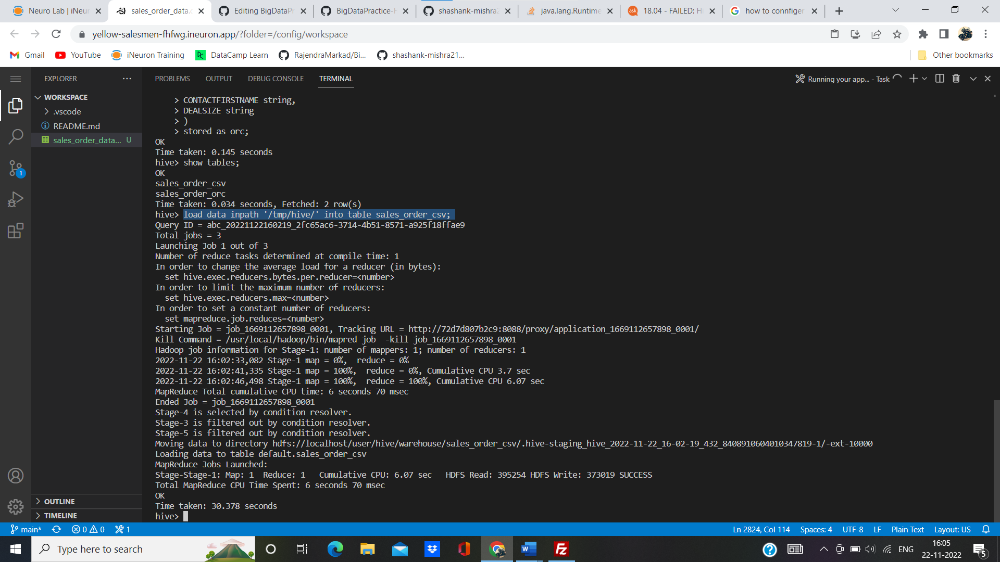 Neuro Lab | iNeur
sales_order_data.c
Editing BigDataPr
BigDataPractice-H
shashank-mishra2
java.lang.Runtime
18.04 - FAILED: Hi
how to connfiger
yellow-salesmen-fhfwg.ineuron.app/?folder=/config/workspace
Gmail
YouTube
iNeuron Training
DataCamp Learn
RajendraMarkad/Bi...
shashank-mishra21...
Other bookmarks
EXPLORER
PROBLEMS
OUTPUT
DEBUG CONSOLE
TERMINAL
Running your app... - Task
WORKSPACE
.vscode
README.md
sales_order_data... U
1
> CONTACTFIRSTNAME string,
> DEALSIZE string
> )
> stored as orc;
OK
Time taken: 0.145 seconds
hive> show tables;
OK
sales_order_csv
sales_order_orc
Time taken: 0.034 seconds, Fetched: 2 row(s)
hive> load data inpath '/tmp/hive/' into table sales_order_csv;
Query ID = abc_20221122160219_2fc65ac6-3714-4b51-8571-a925f18ffae9
Total jobs = 3
Launching Job 1 out of 3
Number of reduce tasks determined at compile time: 1
In order to change the average load for a reducer (in bytes):
set hive.exec.reducers.bytes.per.reducer=<number>
In order to limit the maximum number of reducers:
set hive.exec.reducers.max=<number>
In order to set a constant number of reducers:
set mapreduce.job.reduces=<number>
Starting Job = job_1669112657898_0001, Tracking URL = http://72d7d807b2c9:8088/proxy/application_1669112657898_0001/
Kill Command = /usr/local/hadoop/bin/mapred job  -kill job_1669112657898_0001
Hadoop job information for Stage-1: number of mappers: 1; number of reducers: 1
2022-11-22 16:02:33,082 Stage-1 map = 0%,  reduce = 0%
2022-11-22 16:02:41,335 Stage-1 map = 100%,  reduce = 0%, Cumulative CPU 3.7 sec
2022-11-22 16:02:46,498 Stage-1 map = 100%,  reduce = 100%, Cumulative CPU 6.07 sec
MapReduce Total cumulative CPU time: 6 seconds 70 msec
Ended Job = job_1669112657898_0001
Stage-4 is selected by condition resolver.
Stage-3 is filtered out by condition resolver.
Stage-5 is filtered out by condition resolver.
Moving data to directory hdfs://localhost/user/hive/warehouse/sales_order_csv/.hive-staging_hive_2022-11-22_16-02-19_432_8408910604010347819-1/-ext-10000
Loading data to table default.sales_order_csv
MapReduce Jobs Launched:
Stage-Stage-1: Map: 1  Reduce: 1   Cumulative CPU: 6.07 sec   HDFS Read: 395254 HDFS Write: 373019 SUCCESS
Total MapReduce CPU Time Spent: 6 seconds 70 msec
OK
Time taken: 30.378 seconds
hive>
OUTLINE
TIMELINE
main*
0 0
1
Ln 2824, Col 114
Spaces: 4
UTF-8
LF
Plain Text
Layout: US
Type here to search
ENG
16:05
22-11-2022
5